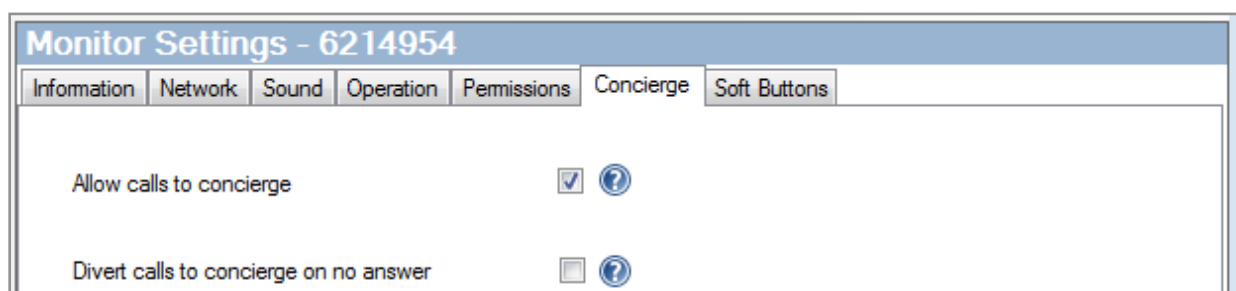 Monitor Settings - 6214954
Information Network Sound Operation Permissions Concierge Soft Buttons
Allow calls to concierge ?
Divert calls to concierge on no answer ?